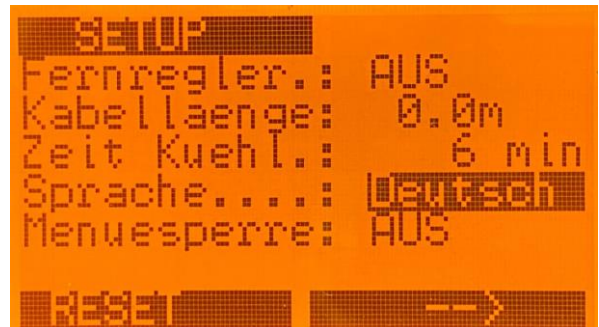 SETUP
Fernregler.: AUS
Kabellaenge: 0.0m
Zeit Kuehl.: 6 min
Sprache....: Deutsch
Menuesperre: AUS
RESET -->